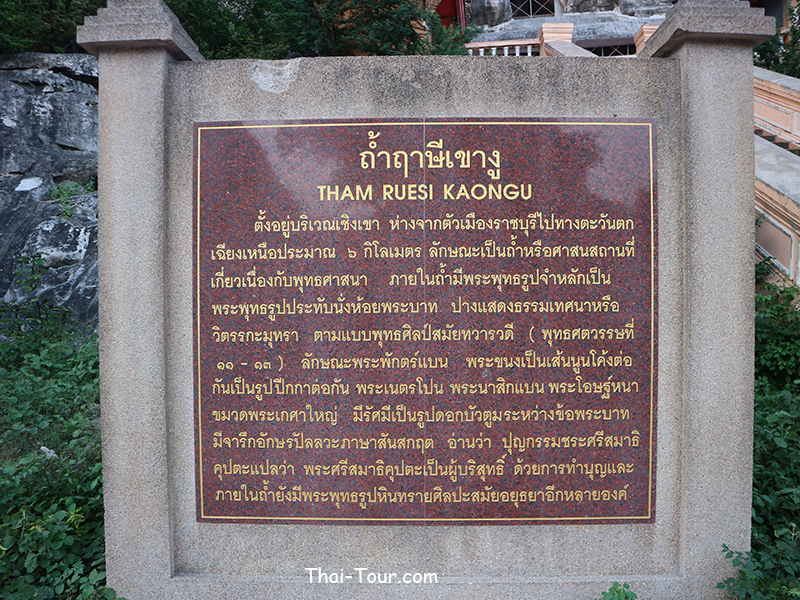 ถ้ำฤาษีเขางู
THAM RUESI KAONGU
ตั้งอยู่บริเวณเชิงเขา ห่างจากตัวเมืองราชบุรีไปทางตะวันตก
เฉียงเหนือประมาณ ๖ กิโลเมตร ลักษณะเป็นถ้ำหรือศาสนสถานที่
เกี่ยวเนื่องกับพุทธศาสนา ภายในถ้ำมีพระพุทธรูปจำหลักเป็น
พระพุทธรูปประทับนั่งห้อยพระบาท ปางแสดงธรรมเทศนาหรือ
วิตรรกะมุทรา ตามแบบพุทธศิลป์สมัยทวารวดี ( พุทธศตวรรษที่
๑๑ - ๑๓ ) ลักษณะพระพักตร์แบน พระขนงเป็นเส้นนูนโค้งต่อ
กันเป็นรูปปีกกาต่อกัน พระเนตรโปน พระนาสิกแบน พระโอษฐ์หนา
ขมวดพระเกศาใหญ่ มีรัศมีเป็นรูปดอกบัวตูมระหว่างข้อพระบาท
มีจารึกอักษรปัลลวะภาษาสันสกฤต อ่านว่า ปุญกรรมชระศรีสมาธิ
คุปตะแปลว่า พระศรีสมาธิคุปตะเป็นผู้บริสุทธิ์ ด้วยการทำบุญและ
ภายในถ้ำยังมีพระพุทธรูปหินทรายศิลปะสมัยอยุธยาอีกหลายองค์
Thai-Tour.com